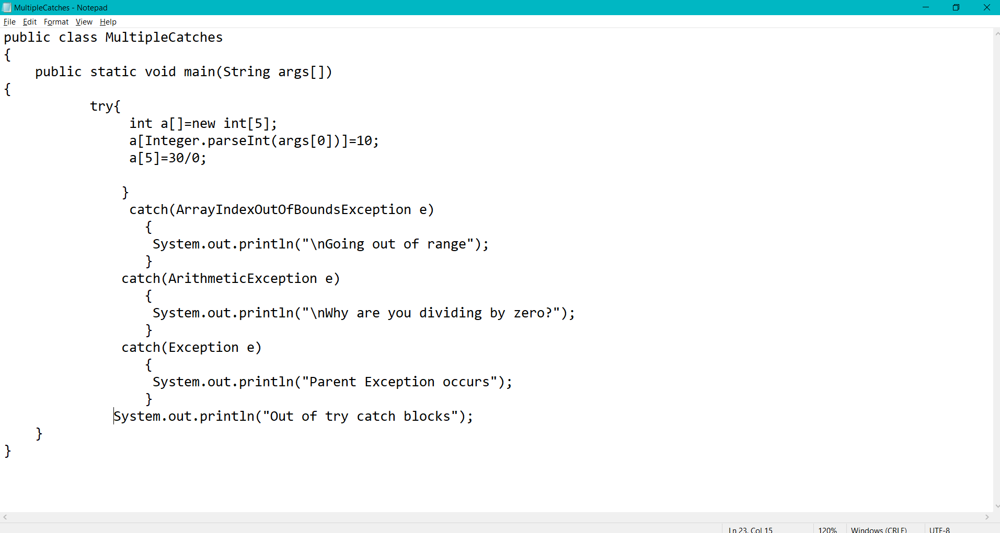 MultipleCatches - Notepad
File Edit Format View Help
public class MultipleCatches
{
    public static void main(String args[])
{
           try{
                int a[]=new int[5];
                a[Integer.parseInt(args[0])]=10;
                a[5]=30/0;

               }
                catch(ArrayIndexOutOfBoundsException e)
                  {
                   System.out.println("\nGoing out of range");
                  }
               catch(ArithmeticException e)
                  {
                   System.out.println("\nWhy are you dividing by zero?");
                  }
               catch(Exception e)
                  {
                   System.out.println("Parent Exception occurs");
                  }
              System.out.println("Out of try catch blocks");
    }
}
Ln 23, Col 15 120% Windows (CRLF) UTF-8